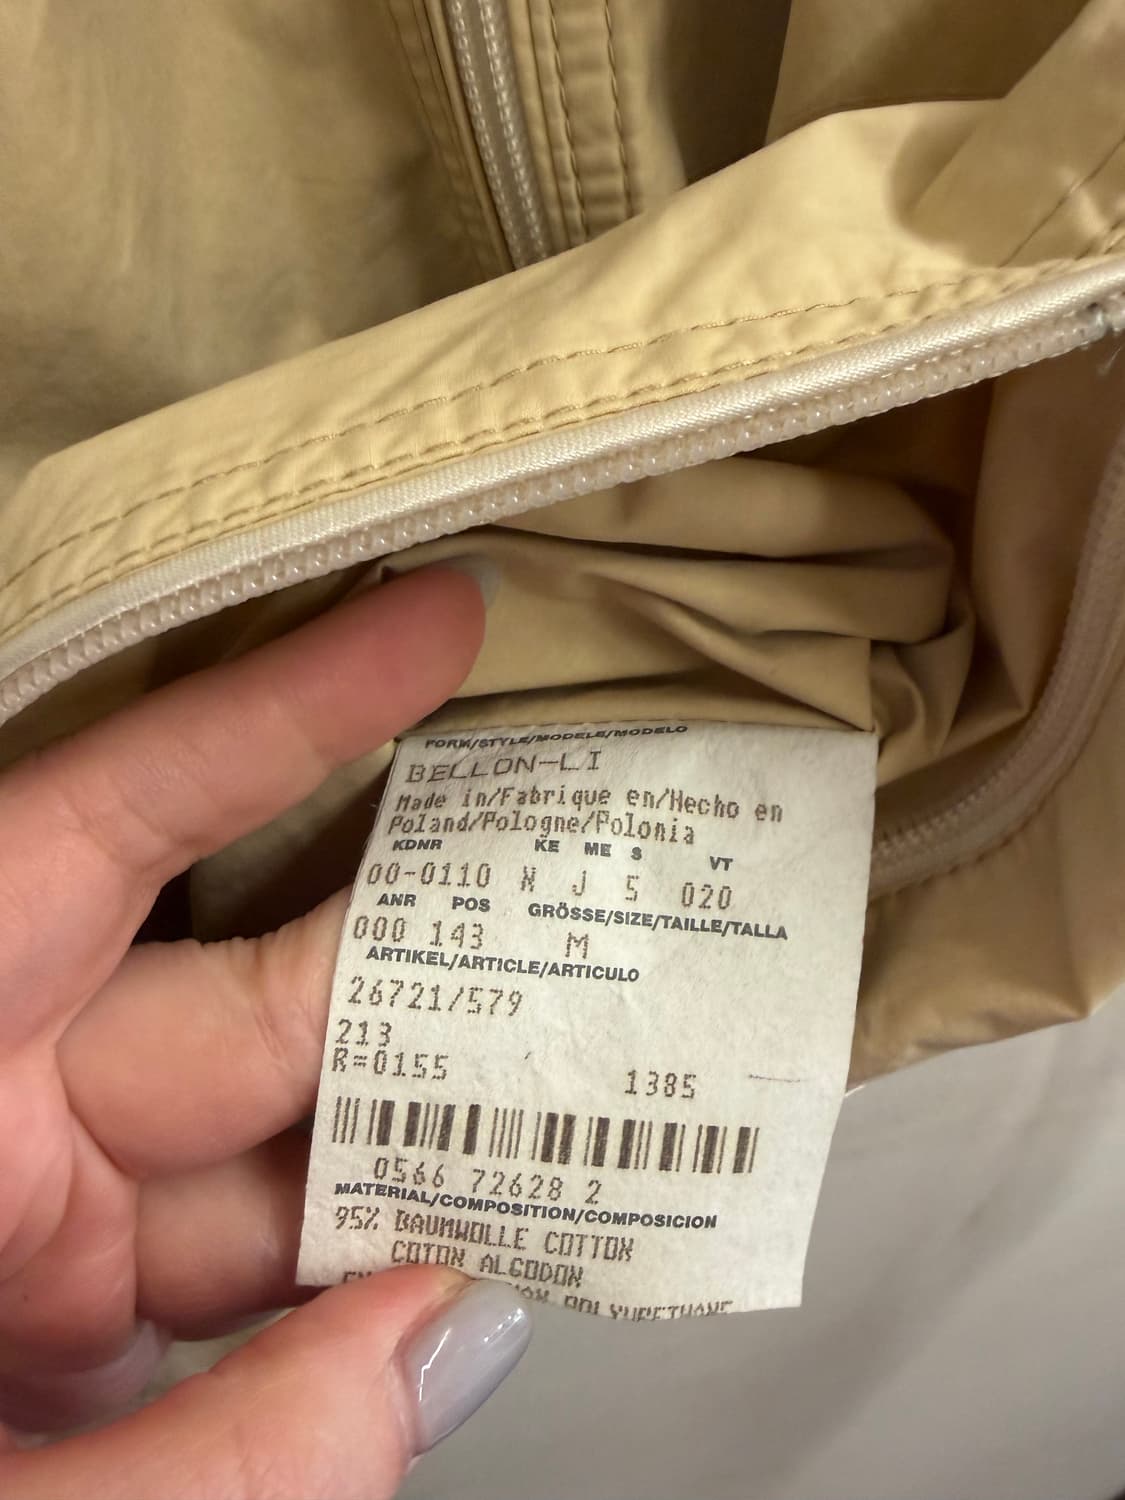 FORM/STYLE/MODELE/MODELO
BELLON-LI
Made in/Fabrique en/Hecho en
Poland/Pologne/Polonia
KDNR KE ME S VT
00-0110 N J 5 020
ANR POS GRÖSSE/SIZE/TAILLE/TALLA
000 143 M
ARTIKEL/ARTICLE/ARTICULO
26721/579
213
R=0155 1385
0566 72628 2
MATERIAL/COMPOSITION/COMPOSICION
95% BAUMWOLLE COTTON
COTON ALGODON
POLYURETHANE